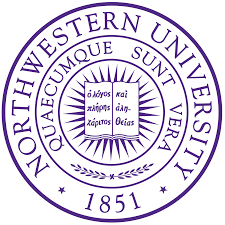 NORTHWESTERN UNIVERSITY
QUAECUMQUE SUNT VERA
ὁ λόγος καὶ
πλήρης ἀλη-
χάριτος θείας
1851